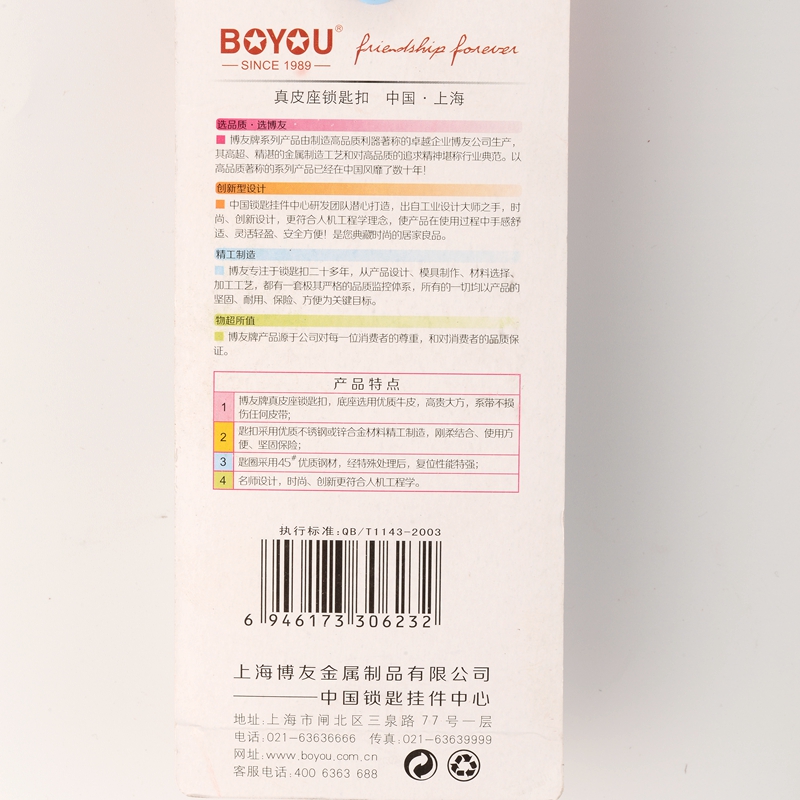 BOYOU® friendship forever
SINCE 1989
真皮座锁匙扣 中国·上海
选品质·选博友
博友牌系列产品由制造高品质利器著称的卓越企业博友公司生产，
其高超、精湛的金属制造工艺和对高品质的追求精神堪称行业典范。以
高品质著称的系列产品已经在中国风靡了数十年！
创新型设计
中国锁匙挂件中心研发团队潜心打造，出自工业设计大师之手，时
尚、创新设计，更符合人机工程学理念，使产品在使用过程中手感舒
适、灵活轻盈、安全方便！是您典藏时尚的居家良品。
精工制造
博友专注于锁匙扣二十多年，从产品设计、模具制作、材料选择、
加工工艺，都有一套极其严格的品质监控体系，所有的一切均以产品的
坚固、耐用、保险、方便为关键目标。
物超所值
博友牌产品源于公司对每一位消费者的尊重，和对消费者的品质保
证。
产品特点
1 博友牌真皮座锁匙扣，底座选用优质牛皮，高贵大方，系带不损
伤任何皮带；
2 匙扣采用优质不锈钢或锌合金材料精工制造，刚柔结合、使用方
便、坚固保险；
3 匙圈采用45#优质钢材，经特殊处理后，复位性能特强；
4 名师设计，时尚、创新更符合人机工程学。
执行标准:QB/T1143-2003
6 946173 306232
上海博友金属制品有限公司
——中国锁匙挂件中心
地址:上海市闸北区三泉路77号一层
电话:021-63636666 传真:021-63639999
网址:www.boyou.com.cn
客服电话:400 6363 688